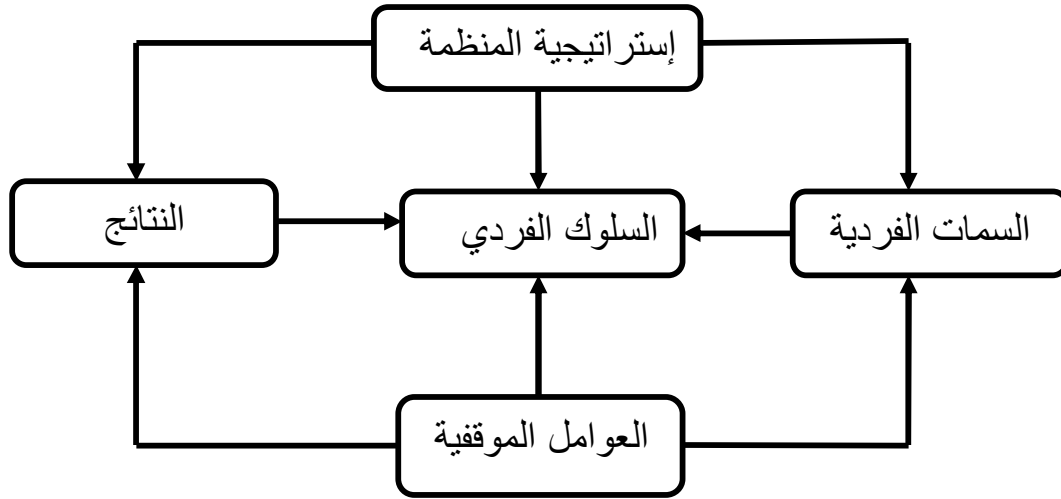 إستراتيجية المنظمة
السمات الفردية
السلوك الفردي
النتائج
العوامل الموقفية